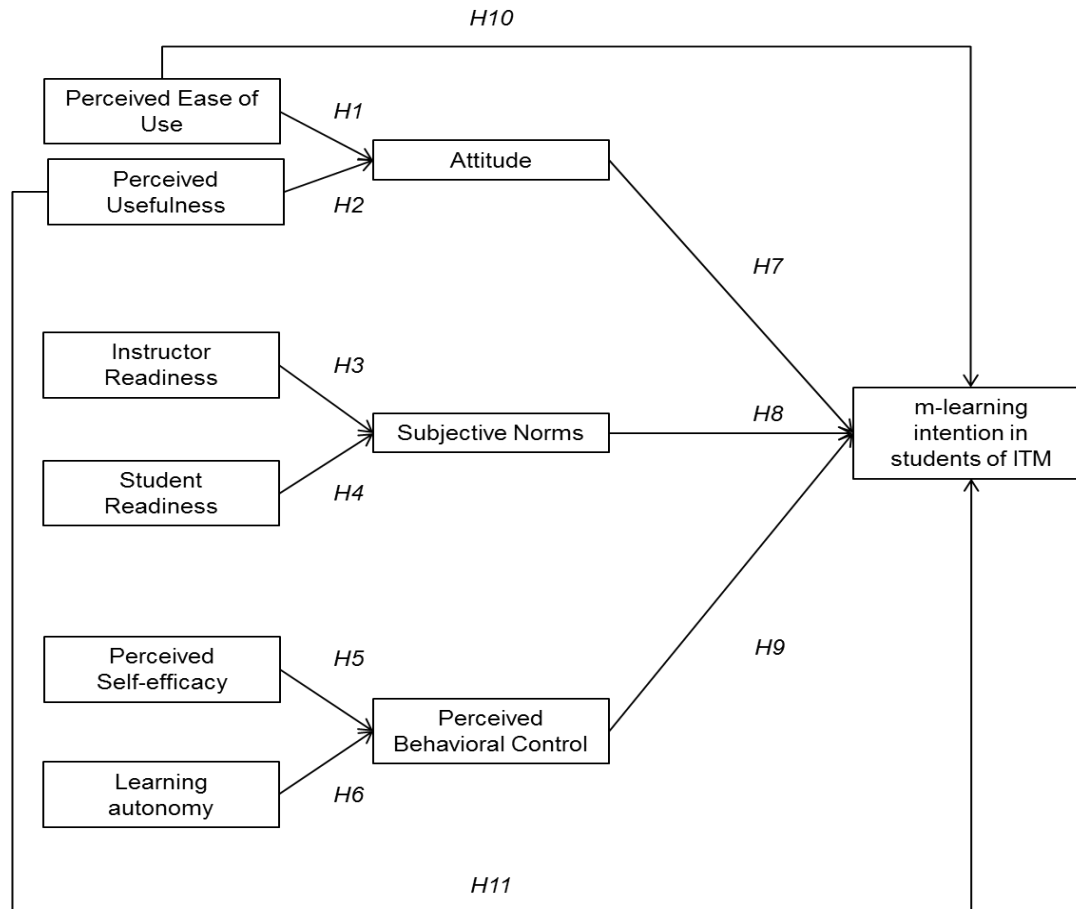 H10
Perceived Ease of
Use
H1
Attitude
Perceived
Usefulness
H2
H7
Instructor
Readiness
H3
Subjective Norms
H8
m-learning
intention in
students of ITM
Student
Readiness
H4
Perceived
Self-efficacy
H5
H9
Perceived
Behavioral Control
Learning
autonomy
H6
H11